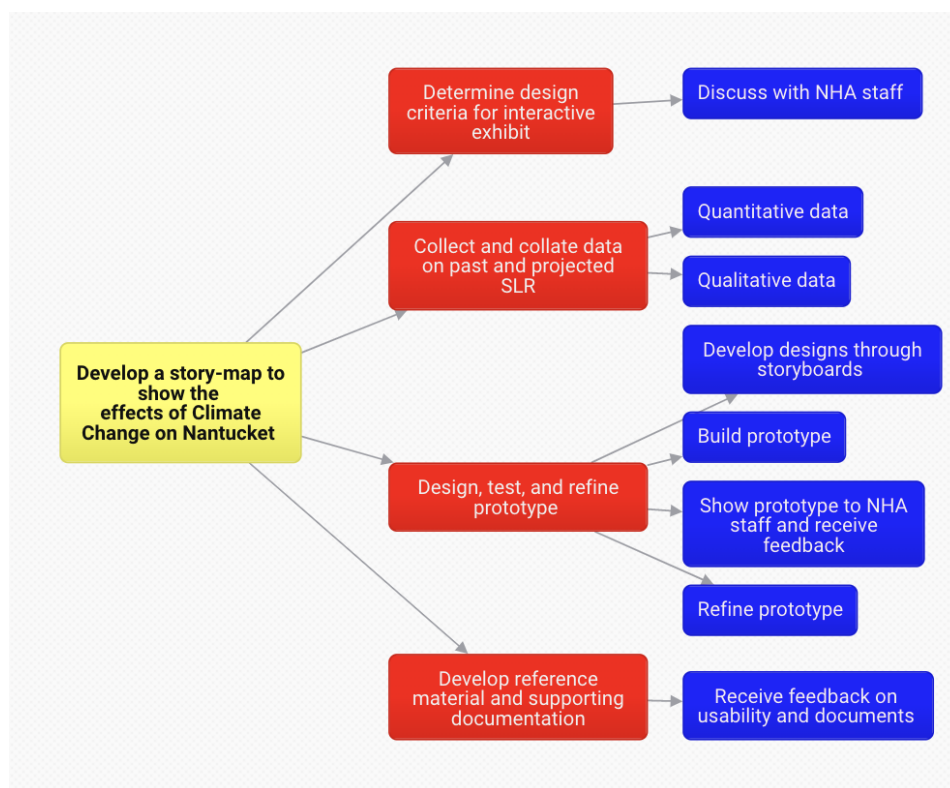 Develop a story-map to
show the
effects of Climate
Change on Nantucket
Determine design
criteria for interactive
exhibit
Discuss with NHA staff
Collect and collate data
on past and projected
SLR
Quantitative data
Qualitative data
Design, test, and refine
prototype
Develop designs through
storyboards
Build prototype
Show prototype to NHA
staff and receive
feedback
Refine prototype
Develop reference
material and supporting
documentation
Receive feedback on
usability and documents